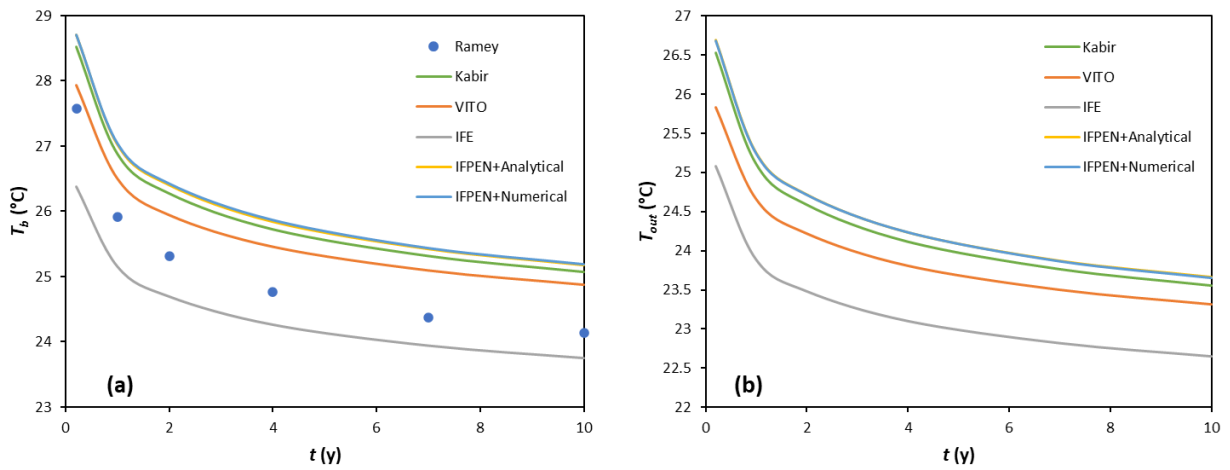 29
28
27
26
25
24
23
0
2
4
6
8
10
T_b (°C)
t (y)
Ramey
Kabir
VITO
IFE
IFPEN+Analytical
IFPEN+Numerical
(a)
27
26.5
26
25.5
25
24.5
24
23.5
23
22.5
22
0
2
4
6
8
10
T_out (°C)
t (y)
Kabir
VITO
IFE
IFPEN+Analytical
IFPEN+Numerical
(b)